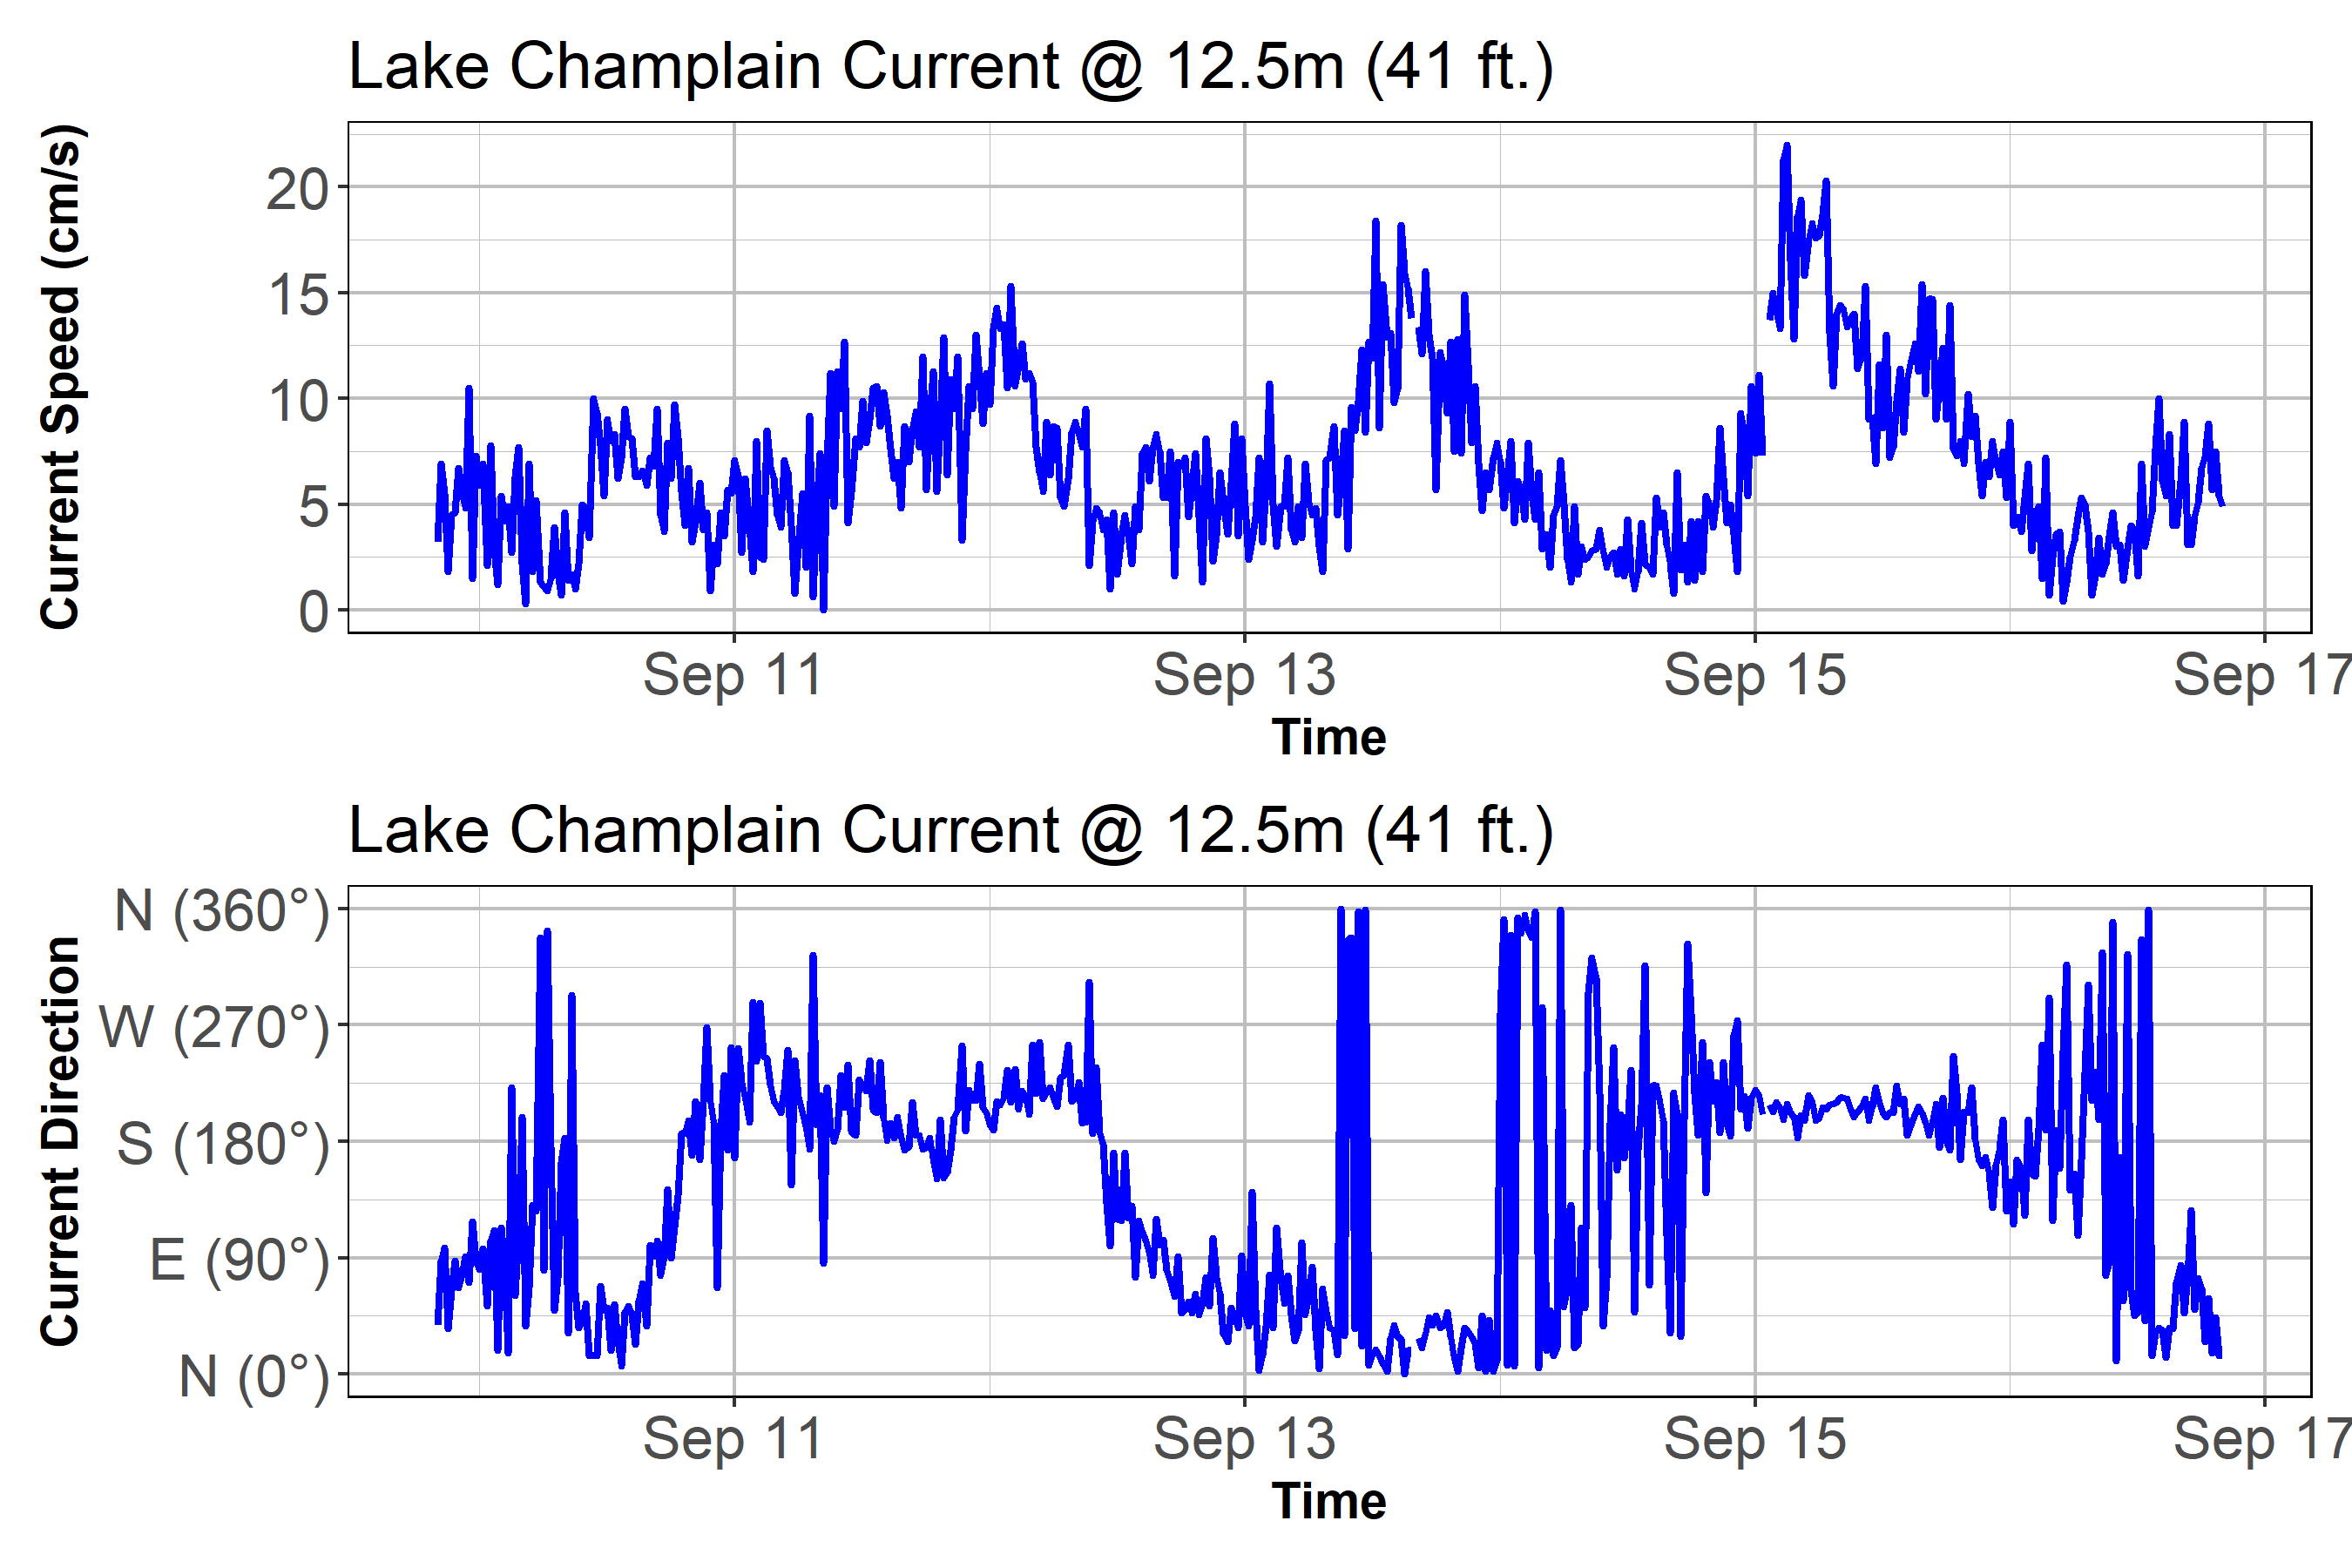 Lake Champlain Current @ 12.5m (41 ft.)
Current Speed (cm/s)
20
15
10
5
0
Sep 11
Sep 13
Sep 15
Sep 17
Time
Lake Champlain Current @ 12.5m (41 ft.)
Current Direction
N (360°)
W (270°)
S (180°)
E (90°)
N (0°)
Sep 11
Sep 13
Sep 15
Sep 17
Time